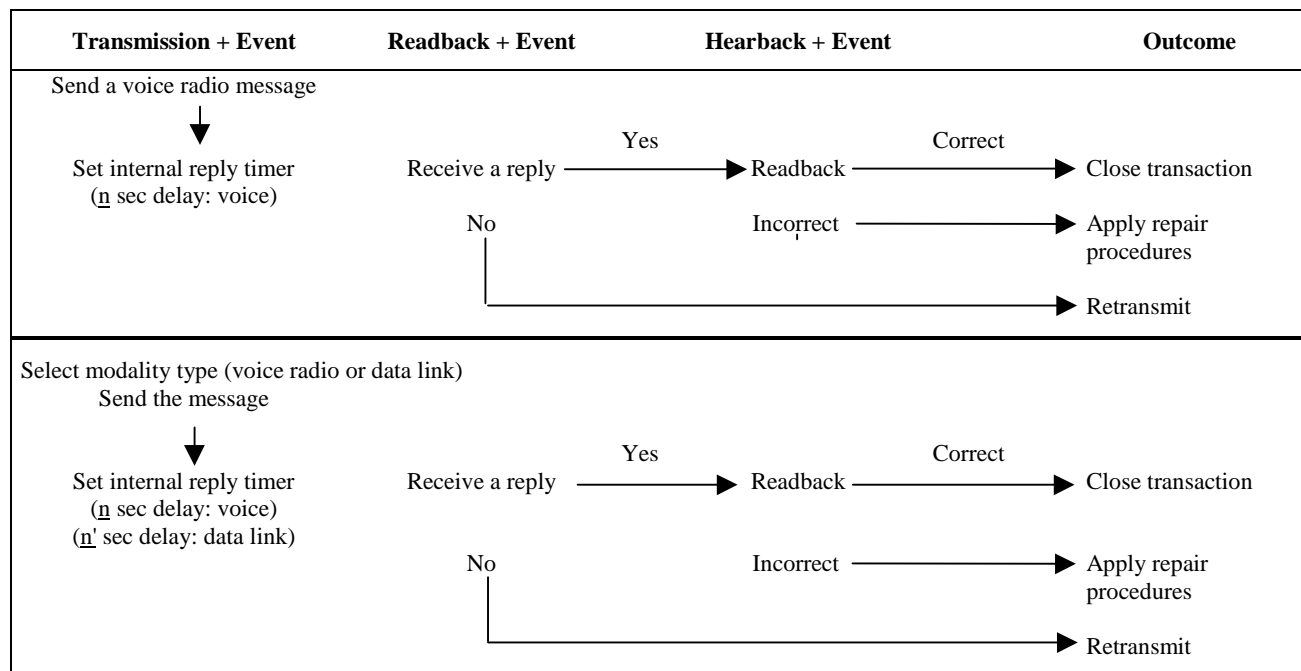 Transmission + Event Readback + Event Hearback + Event Outcome
Send a voice radio message
Yes Correct
Set internal reply timer Receive a reply Readback Close transaction
(n sec delay: voice)
No Incorrect Apply repair
procedures
Retransmit
Select modality type (voice radio or data link)
Send the message
Yes Correct
Set internal reply timer Receive a reply Readback Close transaction
(n sec delay: voice)
(n' sec delay: data link)
No Incorrect Apply repair
procedures
Retransmit